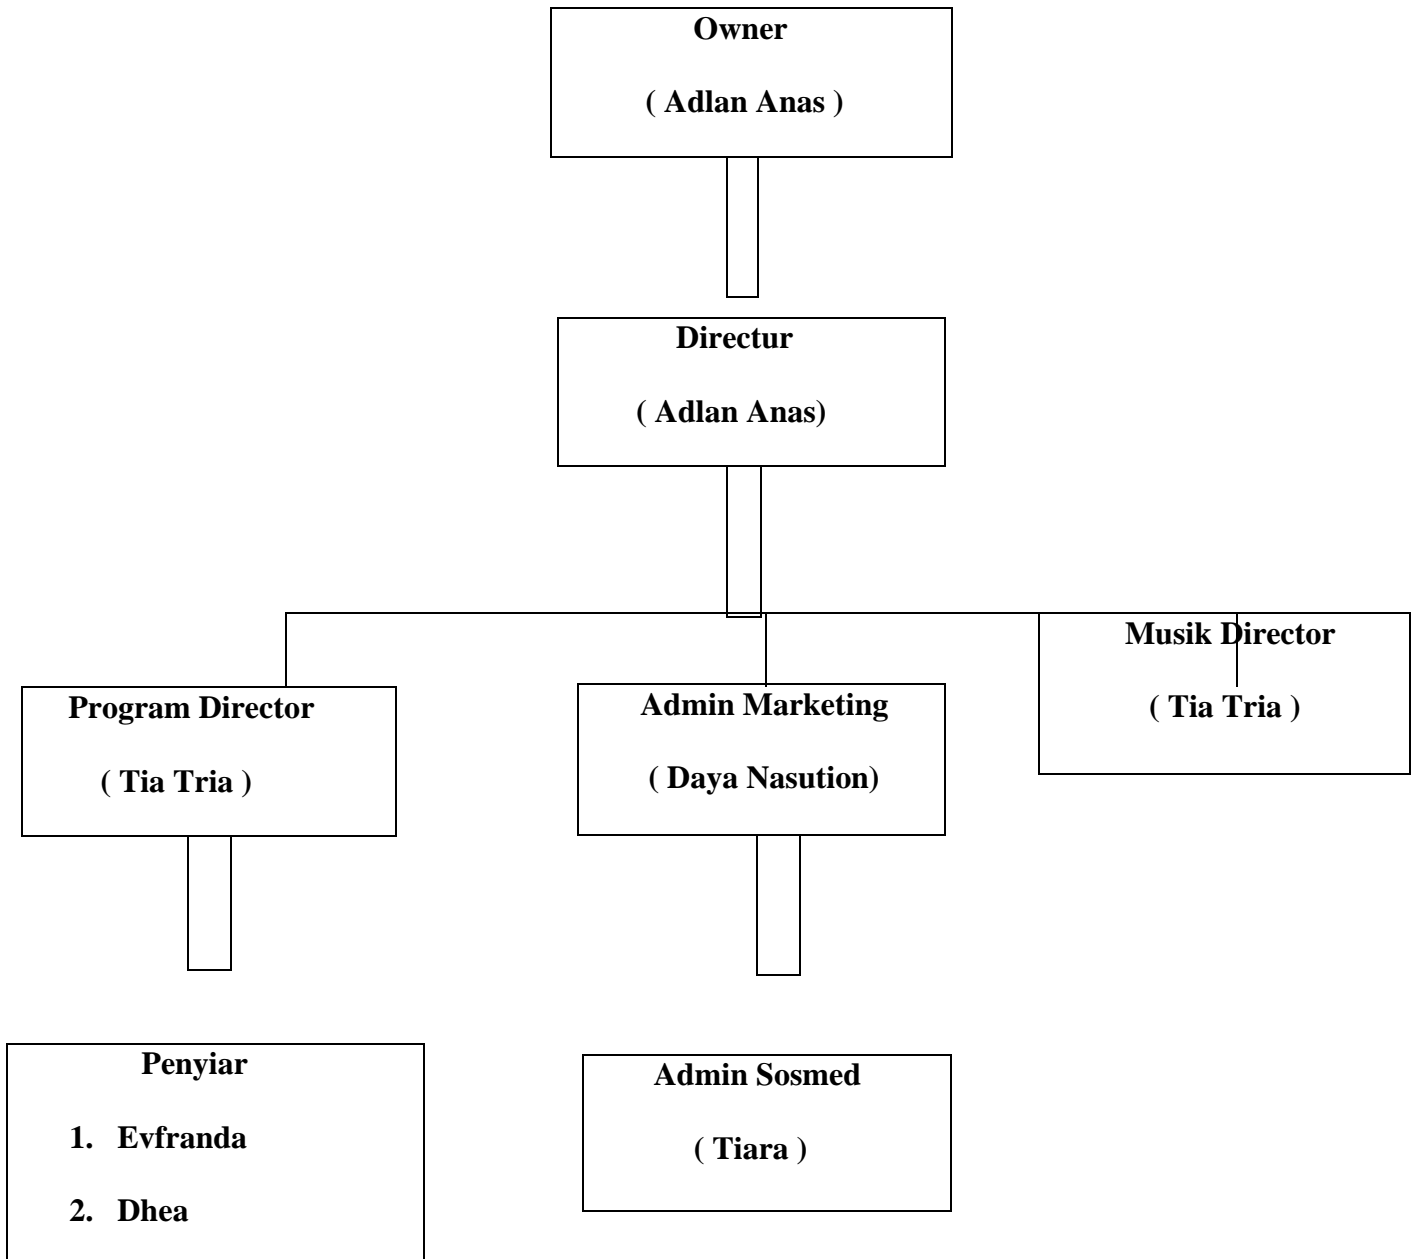 Owner
( Adlan Anas )
Directur
( Adlan Anas)
Musik Director
( Tia Tria )
Program Director
( Tia Tria )
Admin Marketing
( Daya Nasution)
Penyiar
1. Evfranda
2. Dhea
Admin Sosmed
( Tiara )